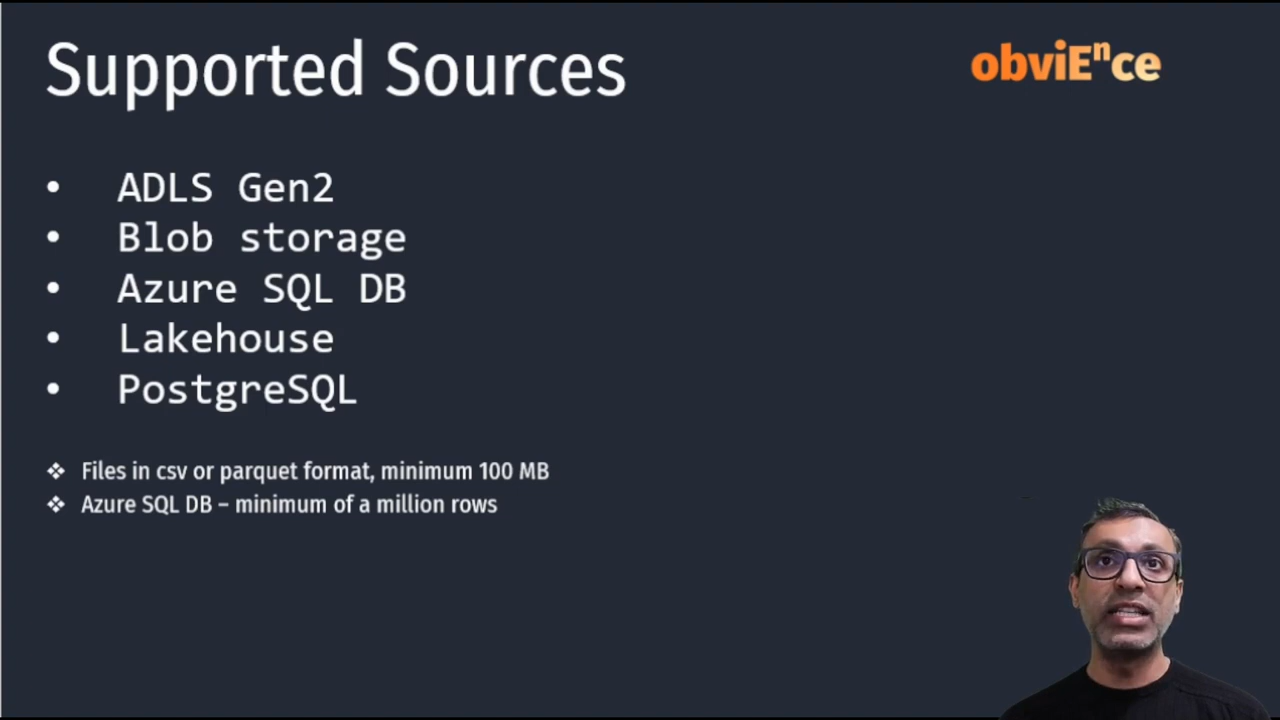 Supported Sources
obviEnce
• ADLS Gen2
• Blob storage
• Azure SQL DB
• Lakehouse
• PostgreSQL
❖ Files in csv or parquet format, minimum 100 MB
❖ Azure SQL DB – minimum of a million rows